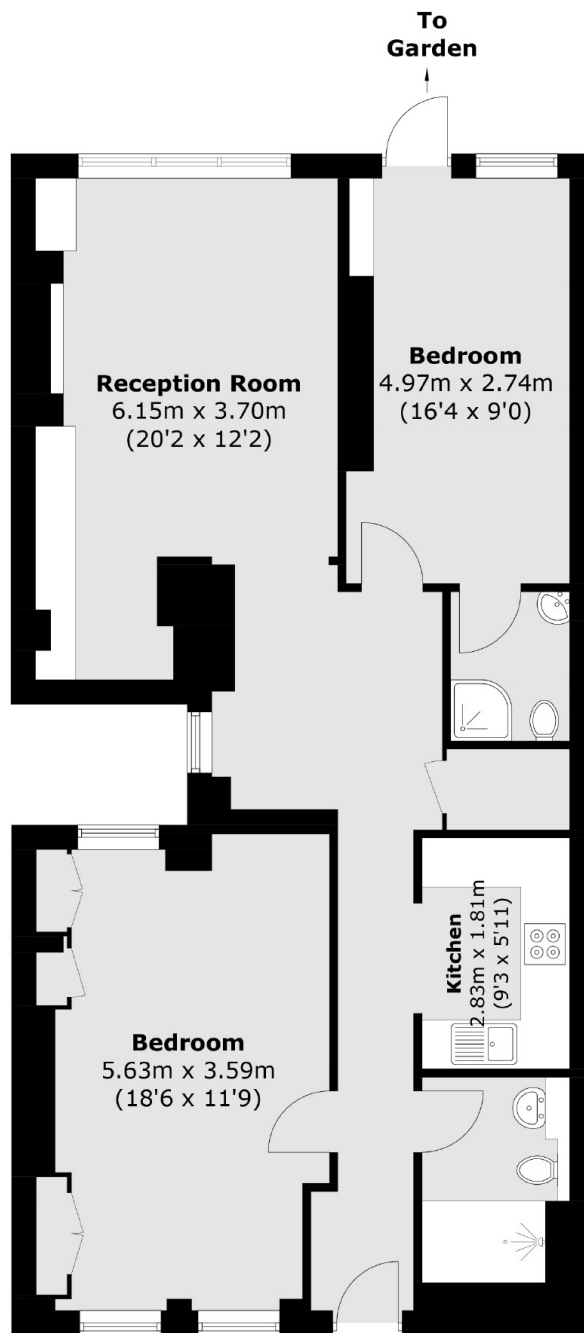 To
Garden
Reception Room
6.15m x 3.70m
(20'2 x 12'2)
Bedroom
4.97m x 2.74m
(16'4 x 9'0)
Kitchen
2.83m x 1.81m
(9'3 x 5'11)
Bedroom
5.63m x 3.59m
(18'6 x 11'9)